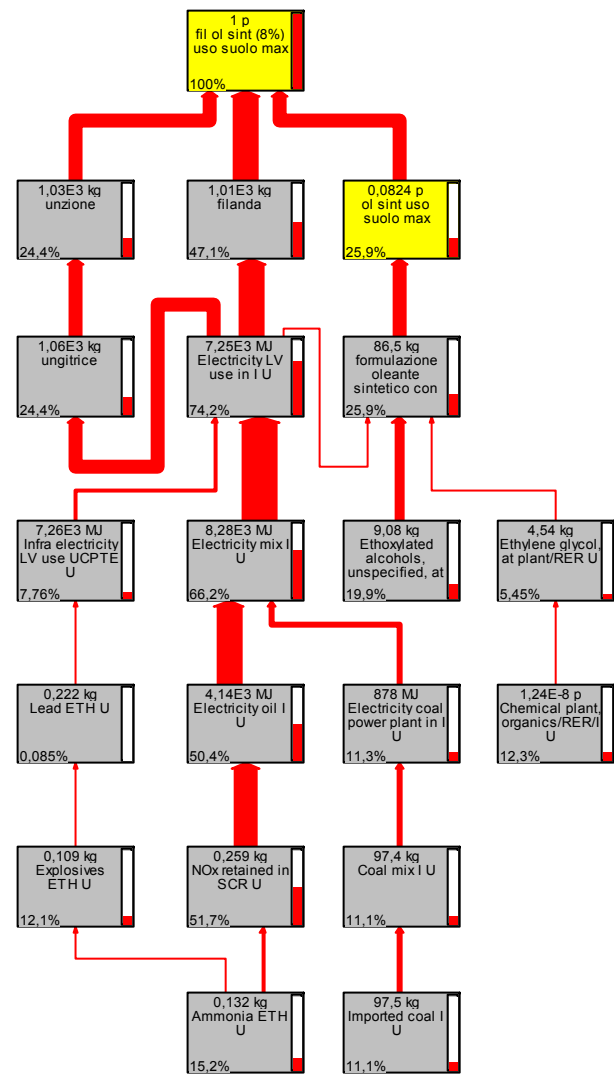 1 p
fil ol sint (8%)
uso suolo max
100%
1,03E3 kg
unzione
24,4%
1,01E3 kg
filanda
47,1%
0,0824 p
ol sint uso
suolo max
25,9%
1,06E3 kg
ungitrice
24,4%
7,25E3 MJ
Electricity LV
use in I U
74,2%
86,5 kg
formulazione
oleante
sintetico con
25,9%
7,26E3 MJ
Infra electricity
LV use UCPTE
U
7,76%
8,28E3 MJ
Electricity mix I
U
66,2%
9,08 kg
Ethoxylated
alcohols,
unspecified, at
19,9%
4,54 kg
Ethylene glycol,
at plant/RER U
5,45%
0,222 kg
Lead ETH U
0,085%
4,14E3 MJ
Electricity oil I
U
50,4%
878 MJ
Electricity coal
power plant in I
U
11,3%
1,24E-8 p
Chemical plant,
organics/RER/I
U
12,3%
0,109 kg
Explosives
ETH U
12,1%
0,259 kg
NOx retained in
SCR U
51,7%
97,4 kg
Coal mix I U
11,1%
0,132 kg
Ammonia ETH
U
15,2%
97,5 kg
Imported coal I
U
11,1%